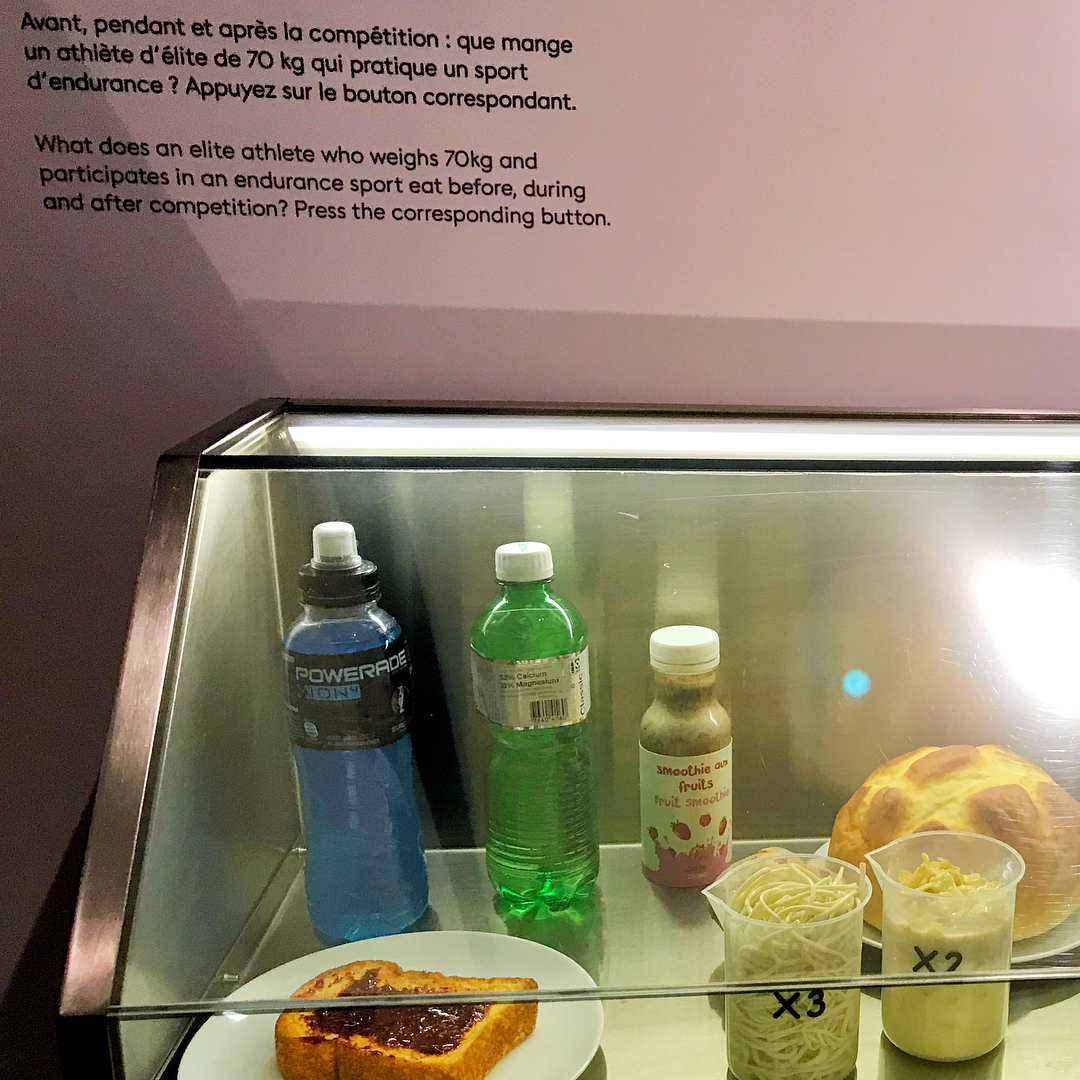 Avant, pendant et après la compétition : que mange
un athlète d'élite de 70 kg qui pratique un sport
d'endurance ? Appuyez sur le bouton correspondant.
What does an elite athlete who weighs 70kg and
participates in an endurance sport eat before, during
and after competition? Press the corresponding button.
POWERADE
ION4
Calcium
Magnesium
Classic
smoothie aux
fruits
fruit smoothie
X3
X2